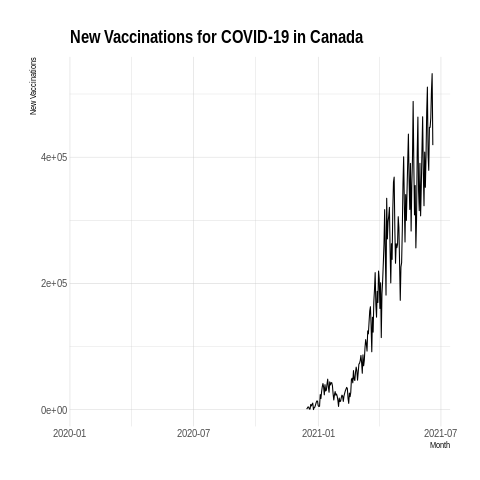 New Vaccinations for COVID-19 in Canada
New Vaccinations
4e+05
2e+05
0e+00
2020-01 2020-07 2021-01 2021-07
Month